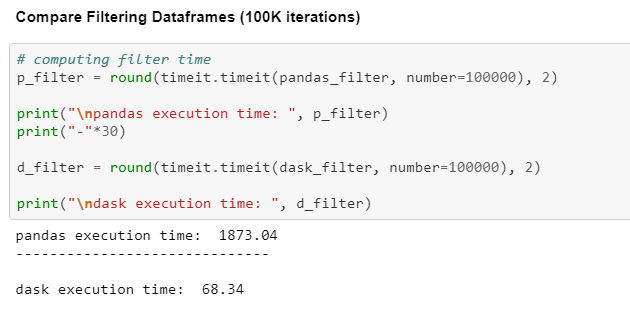 Compare Filtering Dataframes (100K iterations)
# computing filter time
p_filter = round(timeit.timeit(pandas_filter, number=100000), 2)
print("\npandas execution time: ", p_filter)
print("-"*30)
d_filter = round(timeit.timeit(dask_filter, number=100000), 2)
print("\ndask execution time: ", d_filter)
pandas execution time:  1873.04
------------------------------
dask execution time:  68.34